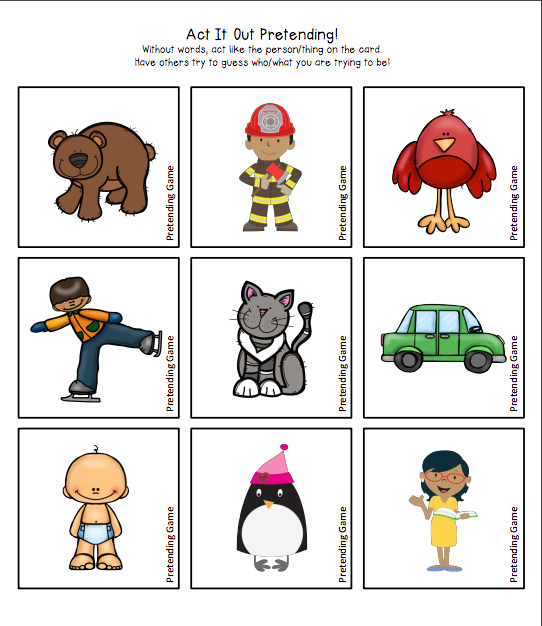 Act It Out Pretending!
Without words, act like the person/thing on the card.
Have others try to guess who/what you are trying to be!
Pretending Game
Pretending Game
Pretending Game
Pretending Game
Pretending Game
Pretending Game
Pretending Game
Pretending Game
Pretending Game